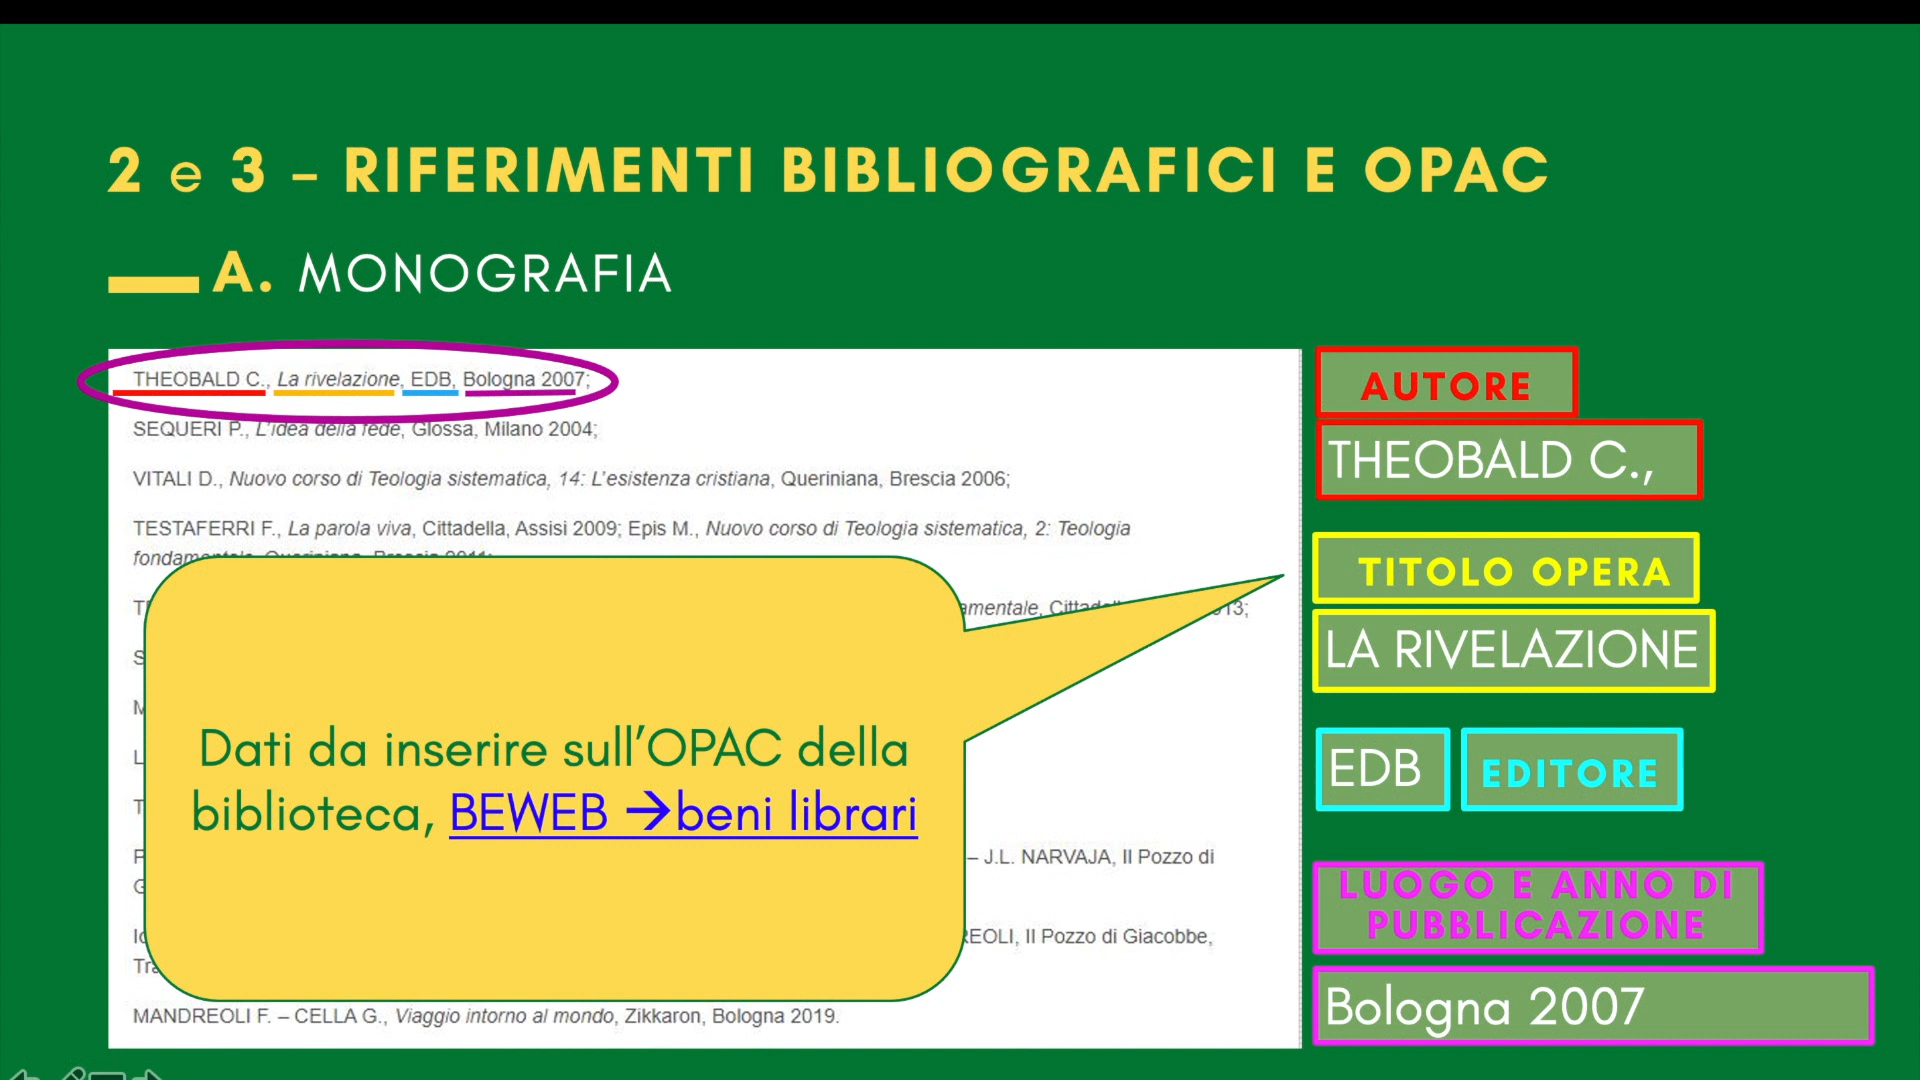 2 e 3 – RIFERIMENTI BIBLIOGRAFICI E OPAC
A. MONOGRAFIA
THEOBALD C., La rivelazione, EDB, Bologna 2007;
SEQUERI P., L'idea della fede, Glossa, Milano 2004;
VITALI D., Nuovo corso di Teologia sistematica, 14: L'esistenza cristiana, Queriniana, Brescia 2006;
TESTAFERRI F., La parola viva, Cittadella, Assisi 2009; Epis M., Nuovo corso di Teologia sistematica, 2: Teologia
– J.L. NARVAJA, Il Pozzo di
Il Pozzo di Giacobbe,
MANDREOLI F. – CELLA G., Viaggio intorno al mondo, Zikkaron, Bologna 2019.
Dati da inserire sull'OPAC della
biblioteca, BEWEB →beni librari
AUTORE
THEOBALD C.,
TITOLO OPERA
LA RIVELAZIONE
EDB EDITORE
LUOGO E ANNO DI
PUBBLICAZIONE
Bologna 2007